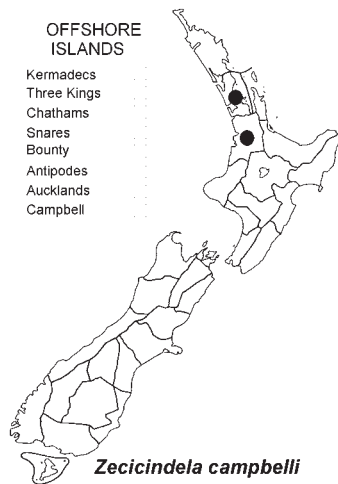 OFFSHORE
ISLANDS
Kermadecs
Three Kings
Chathams
Snares
Bounty
Antipodes
Aucklands
Campbell
Zecicindela campbelli